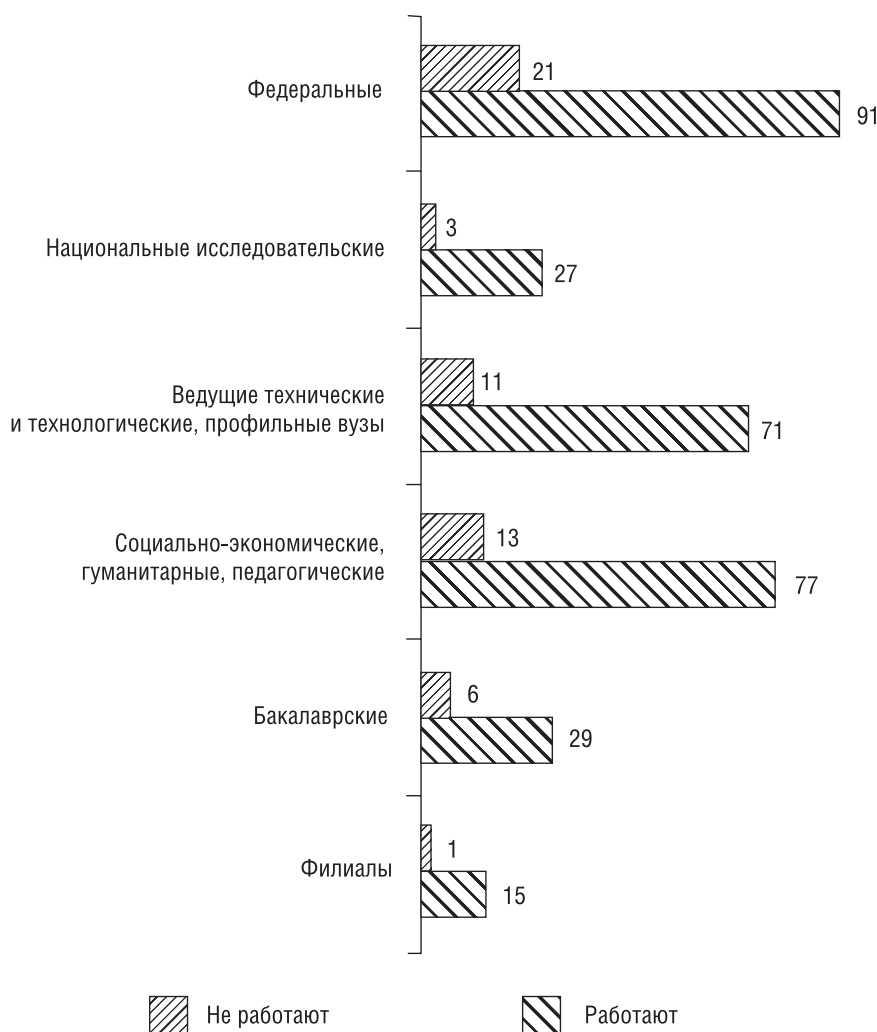 Федеральные
21
91
Национальные исследовательские
3
27
Ведущие технические
и технологические, профильные вузы
11
71
Социально-экономические,
гуманитарные, педагогические
13
77
Бакалаврские
6
29
Филиалы
1
15
Не работают
Работают